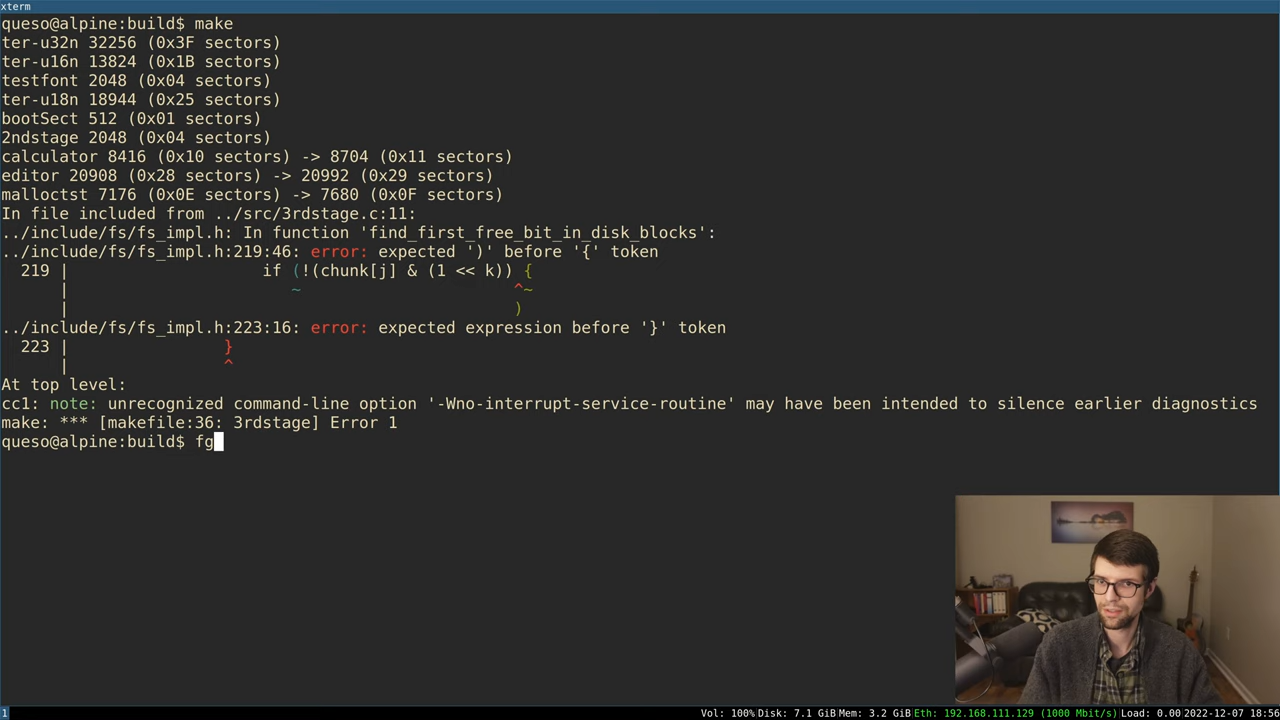 xterm
queso@alpine:build$ make
ter-u32n 32256 (0x3F sectors)
ter-u16n 13824 (0x1B sectors)
testfont 2048 (0x04 sectors)
ter-u18n 18944 (0x25 sectors)
bootSect 512 (0x01 sectors)
2ndstage 2048 (0x04 sectors)
calculator 8416 (0x10 sectors) -> 8704 (0x11 sectors)
editor 20908 (0x28 sectors) -> 20992 (0x29 sectors)
malloctst 7176 (0x0E sectors) -> 7680 (0x0F sectors)
In file included from ../src/3rdstage.c:11:
../include/fs/fs_impl.h: In function 'find_first_free_bit_in_disk_blocks':
../include/fs/fs_impl.h:219:46: error: expected ')' before '{' token
  219 |                     if (!(chunk[j] & (1 << k)) {
      |                        ~                       ^~
      |                                                )
../include/fs/fs_impl.h:223:16: error: expected expression before '}' token
  223 |                 }
      |                 ^
At top level:
cc1: note: unrecognized command-line option '-Wno-interrupt-service-routine' may have been intended to silence earlier diagnostics
make: *** [makefile:36: 3rdstage] Error 1
queso@alpine:build$ fg
1 Vol: 100% Disk: 7.1 GiB Mem: 3.2 GiB Eth: 192.168.111.129 (1000 Mbit/s) Load: 0.00 2022-12-07 18:56